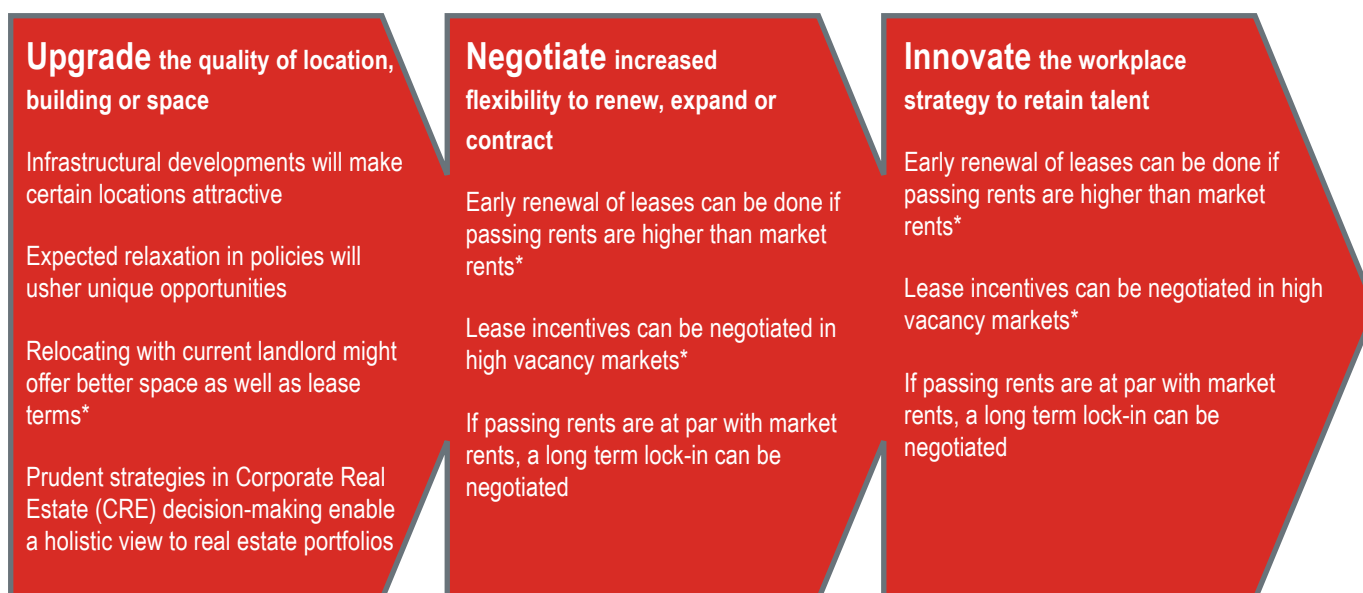 Upgrade the quality of location,
building or space
Infrastructural developments will make
certain locations attractive
Expected relaxation in policies will
usher unique opportunities
Relocating with current landlord might
offer better space as well as lease
terms*
Prudent strategies in Corporate Real
Estate (CRE) decision-making enable
a holistic view to real estate portfolios
Negotiate increased
flexibility to renew, expand or
contract
Early renewal of leases can be done if
passing rents are higher than market
rents*
Lease incentives can be negotiated in
high vacancy markets*
If passing rents are at par with market
rents, a long term lock-in can be
negotiated
Innovate the workplace
strategy to retain talent
Early renewal of leases can be done if
passing rents are higher than market
rents*
Lease incentives can be negotiated in high
vacancy markets*
If passing rents are at par with market
rents, a long term lock-in can be
negotiated